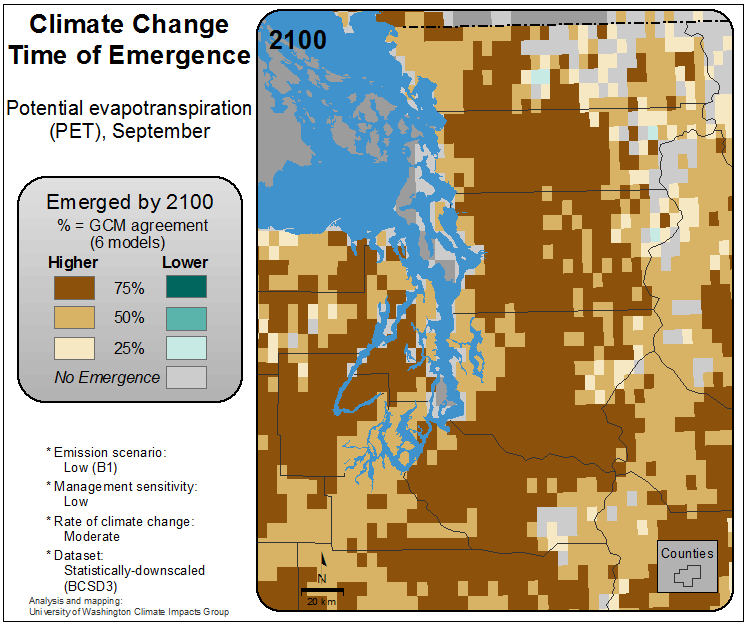 Climate Change
Time of Emergence
Potential evapotranspiration
(PET), September
Emerged by 2100
% = GCM agreement
(6 models)
Higher Lower
75%
50%
25%
No Emergence
* Emission scenario:
Low (B1)
* Management sensitivity:
Low
* Rate of climate change:
Moderate
* Dataset:
Statistically-downscaled
(BCSD3)
Analysis and mapping:
University of Washington Climate Impacts Group
2100
N
20 km
Counties